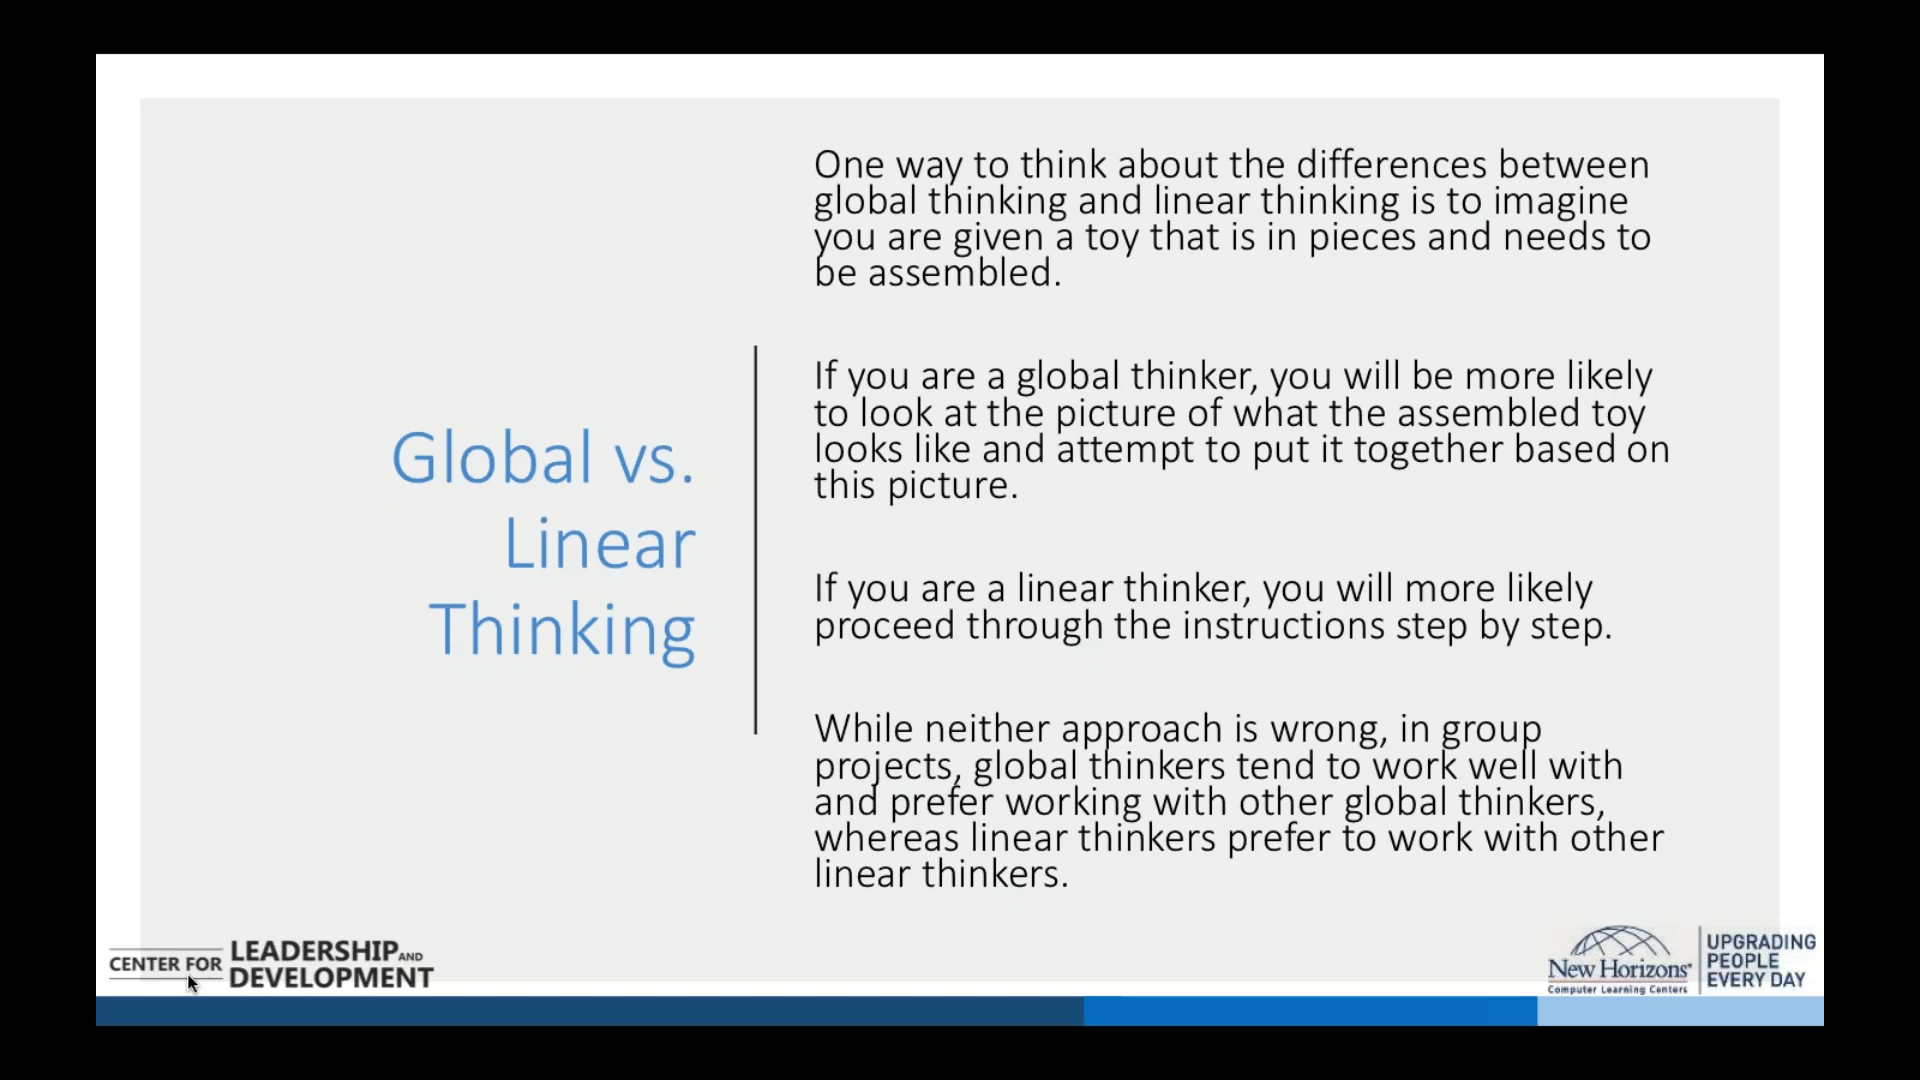 Global vs.
Linear
Thinking
One way to think about the differences between
global thinking and linear thinking is to imagine
you are given a toy that is in pieces and needs to
be assembled.
If you are a global thinker, you will be more likely
to look at the picture of what the assembled toy
looks like and attempt to put it together based on
this picture.
If you are a linear thinker, you will more likely
proceed through the instructions step by step.
While neither approach is wrong, in group
projects, global thinkers tend to work well with
and prefer working with other global thinkers,
whereas linear thinkers prefer to work with other
linear thinkers.
CENTER FOR LEADERSHIP AND
DEVELOPMENT
New Horizons®
Computer Learning Centers
UPGRADING
PEOPLE
EVERY DAY